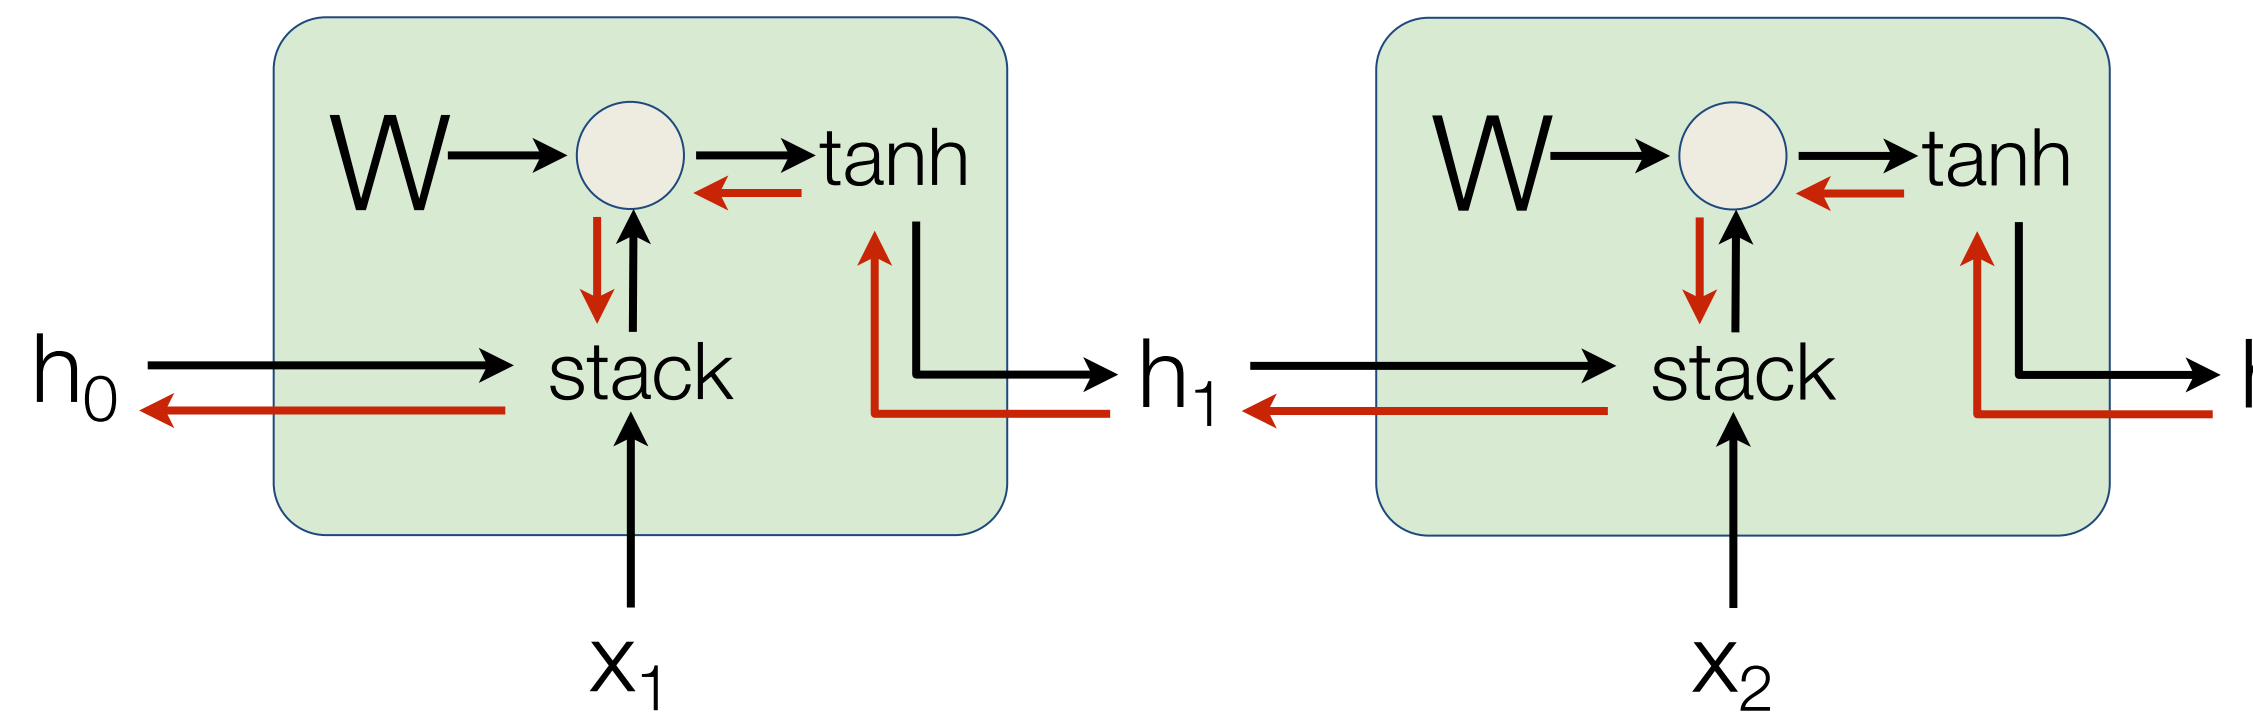 W tanh W tanh
h₀ stack h₁ stack
x₁ x₂